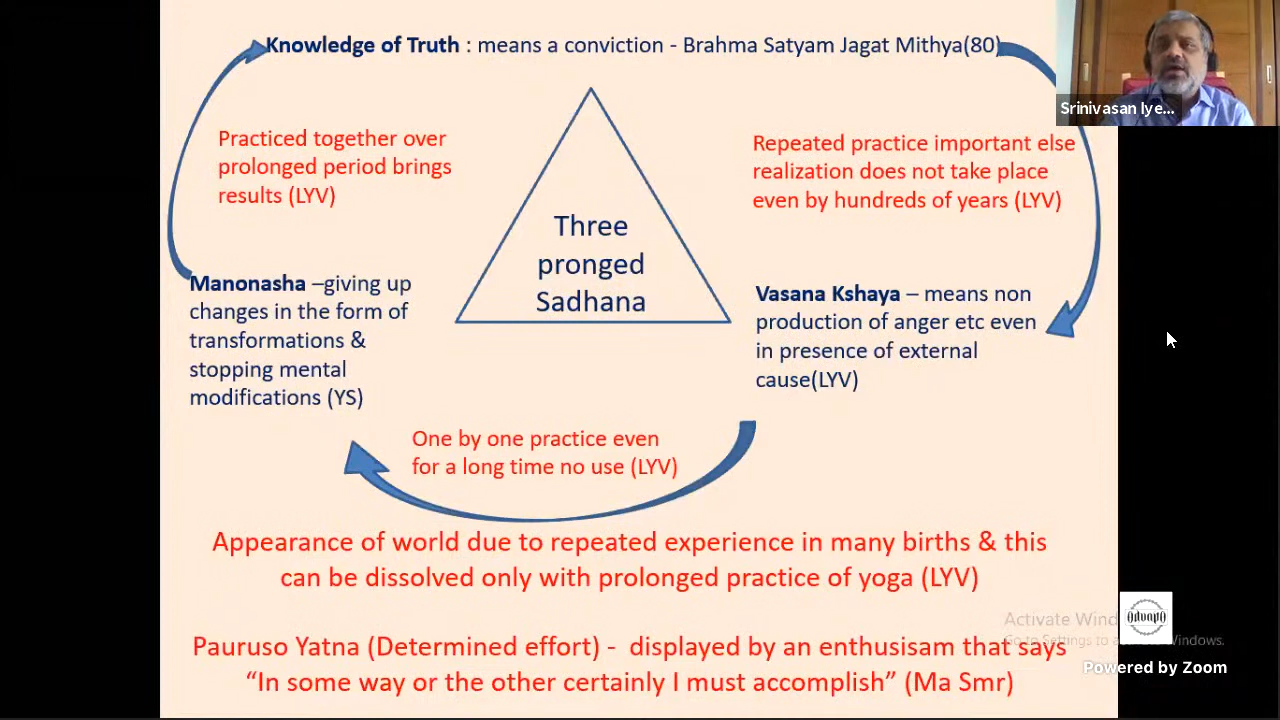 Knowledge of Truth : means a conviction - Brahma Satyam Jagat Mithya(80)
Srinivasan Iye...
Practiced together over
prolonged period brings
results (LYV)
Repeated practice important else
realization does not take place
even by hundreds of years (LYV)
Three
pronged
Sadhana
Manonasha –giving up
changes in the form of
transformations &
stopping mental
modifications (YS)
Vasana Kshaya – means non
production of anger etc even
in presence of external
cause(LYV)
One by one practice even
for a long time no use (LYV)
Appearance of world due to repeated experience in many births & this
can be dissolved only with prolonged practice of yoga (LYV)
Pauruso Yatna (Determined effort) - displayed by an enthusisam that says
“In some way or the other certainly I must accomplish” (Ma Smr)
Activate Wind
Go to Settings to a Windows.
Powered by Zoom